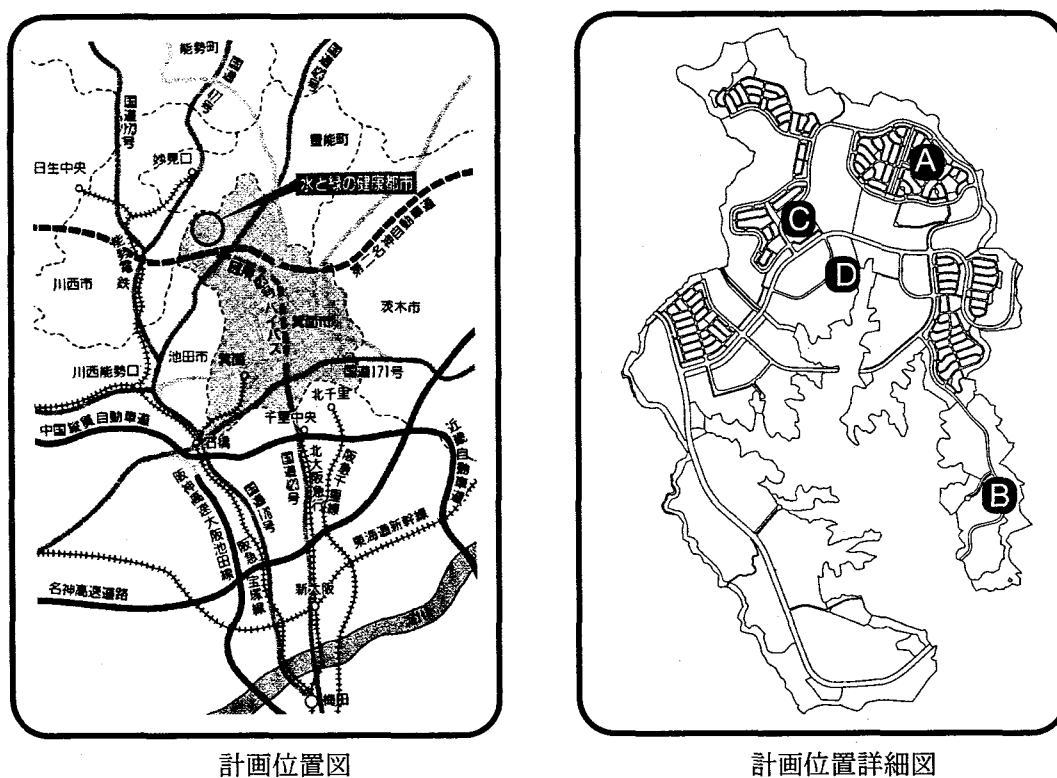 能勢町
国道173号
豊能町
日生中央
妙見口
水と緑の健康都市
第二名神自動車道
川西市
茨木市
池田市
箕面
国道171号
川西能勢口
北千里
千里中央
中国縦貫自動車道
石橋
近畿自動車道
国道423号
北大阪急行
阪急千里線
国道176号
阪神高速大阪池田線
阪急宝塚線
東海道新幹線
名神高速道路
新大阪
梅田
計画位置図
A
C
D
B
計画位置詳細図